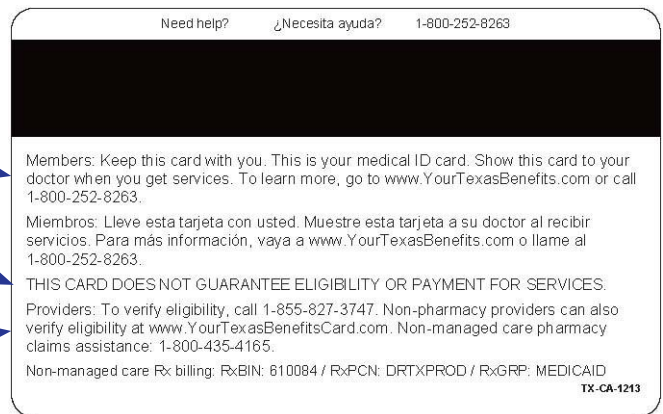 Need help? ¿Necesita ayuda? 1-800-252-8263
Members: Keep this card with you. This is your medical ID card. Show this card to your
doctor when you get services. To learn more, go to www.YourTexasBenefits.com or call
1-800-252-8263.
Miembros: Lleve esta tarjeta con usted. Muestre esta tarjeta a su doctor al recibir
servicios. Para más información, vaya a www.YourTexasBenefits.com o llame al
1-800-252-8263.
THIS CARD DOES NOT GUARANTEE ELIGIBILITY OR PAYMENT FOR SERVICES.
Providers: To verify eligibility, call 1-855-827-3747. Non-pharmacy providers can also
verify eligibility at www.YourTexasBenefitsCard.com. Non-managed care pharmacy
claims assistance: 1-800-435-4165.
Non-managed care Rx billing: RxBIN: 610084 / RxPCN: DRTXPROD / RxGRP: MEDICAID
TX-CA-1213